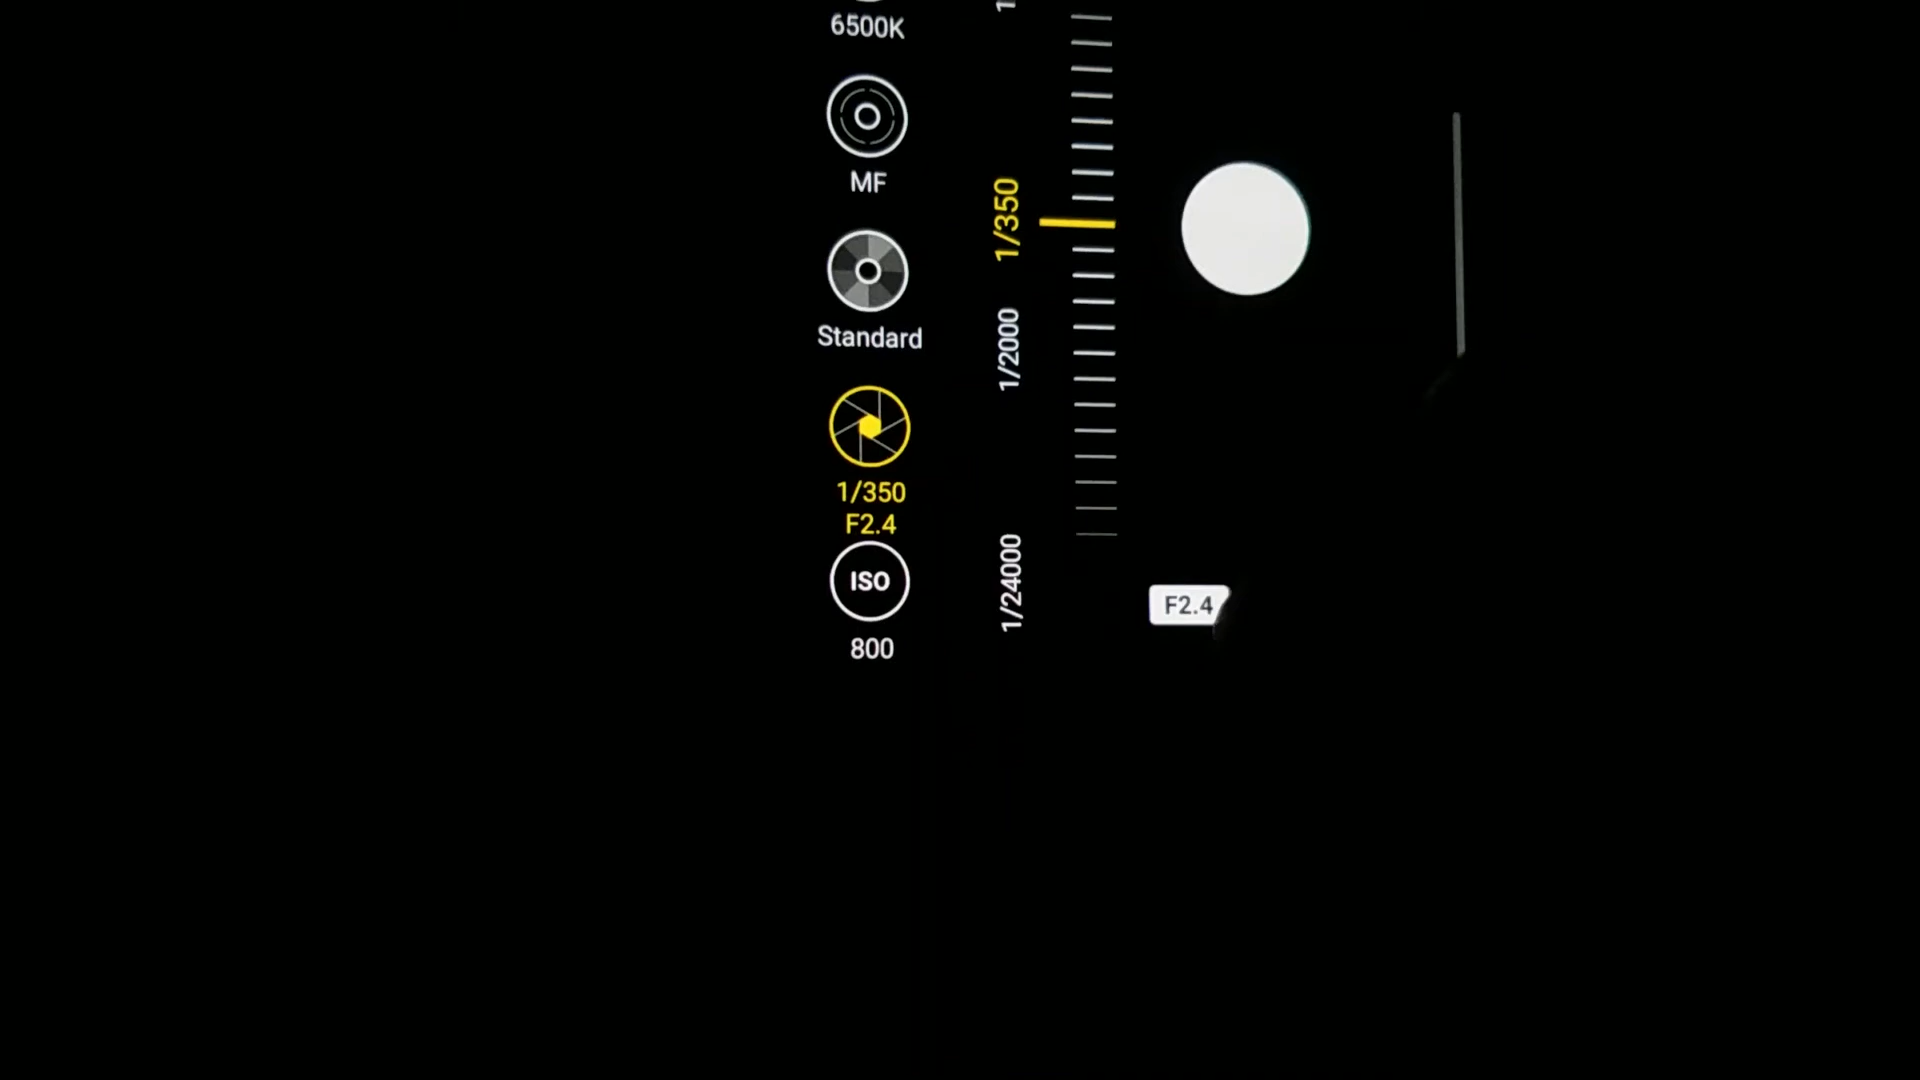 6500K
MF
Standard
1/350
F2.4
ISO
800
1/350
1/2000
1/24000
F2.4